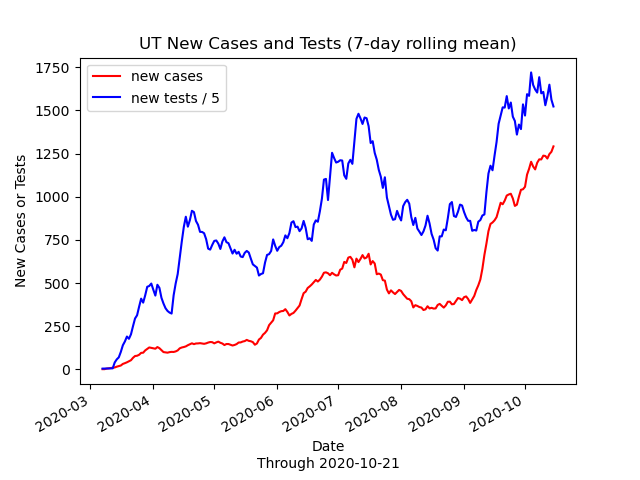 UT New Cases and Tests (7-day rolling mean)
new cases
new tests / 5
New Cases or Tests
1750
1500
1250
1000
750
500
250
0
2020-03
2020-04
2020-05
2020-06
2020-07
2020-08
2020-09
2020-10
Date
Through 2020-10-21